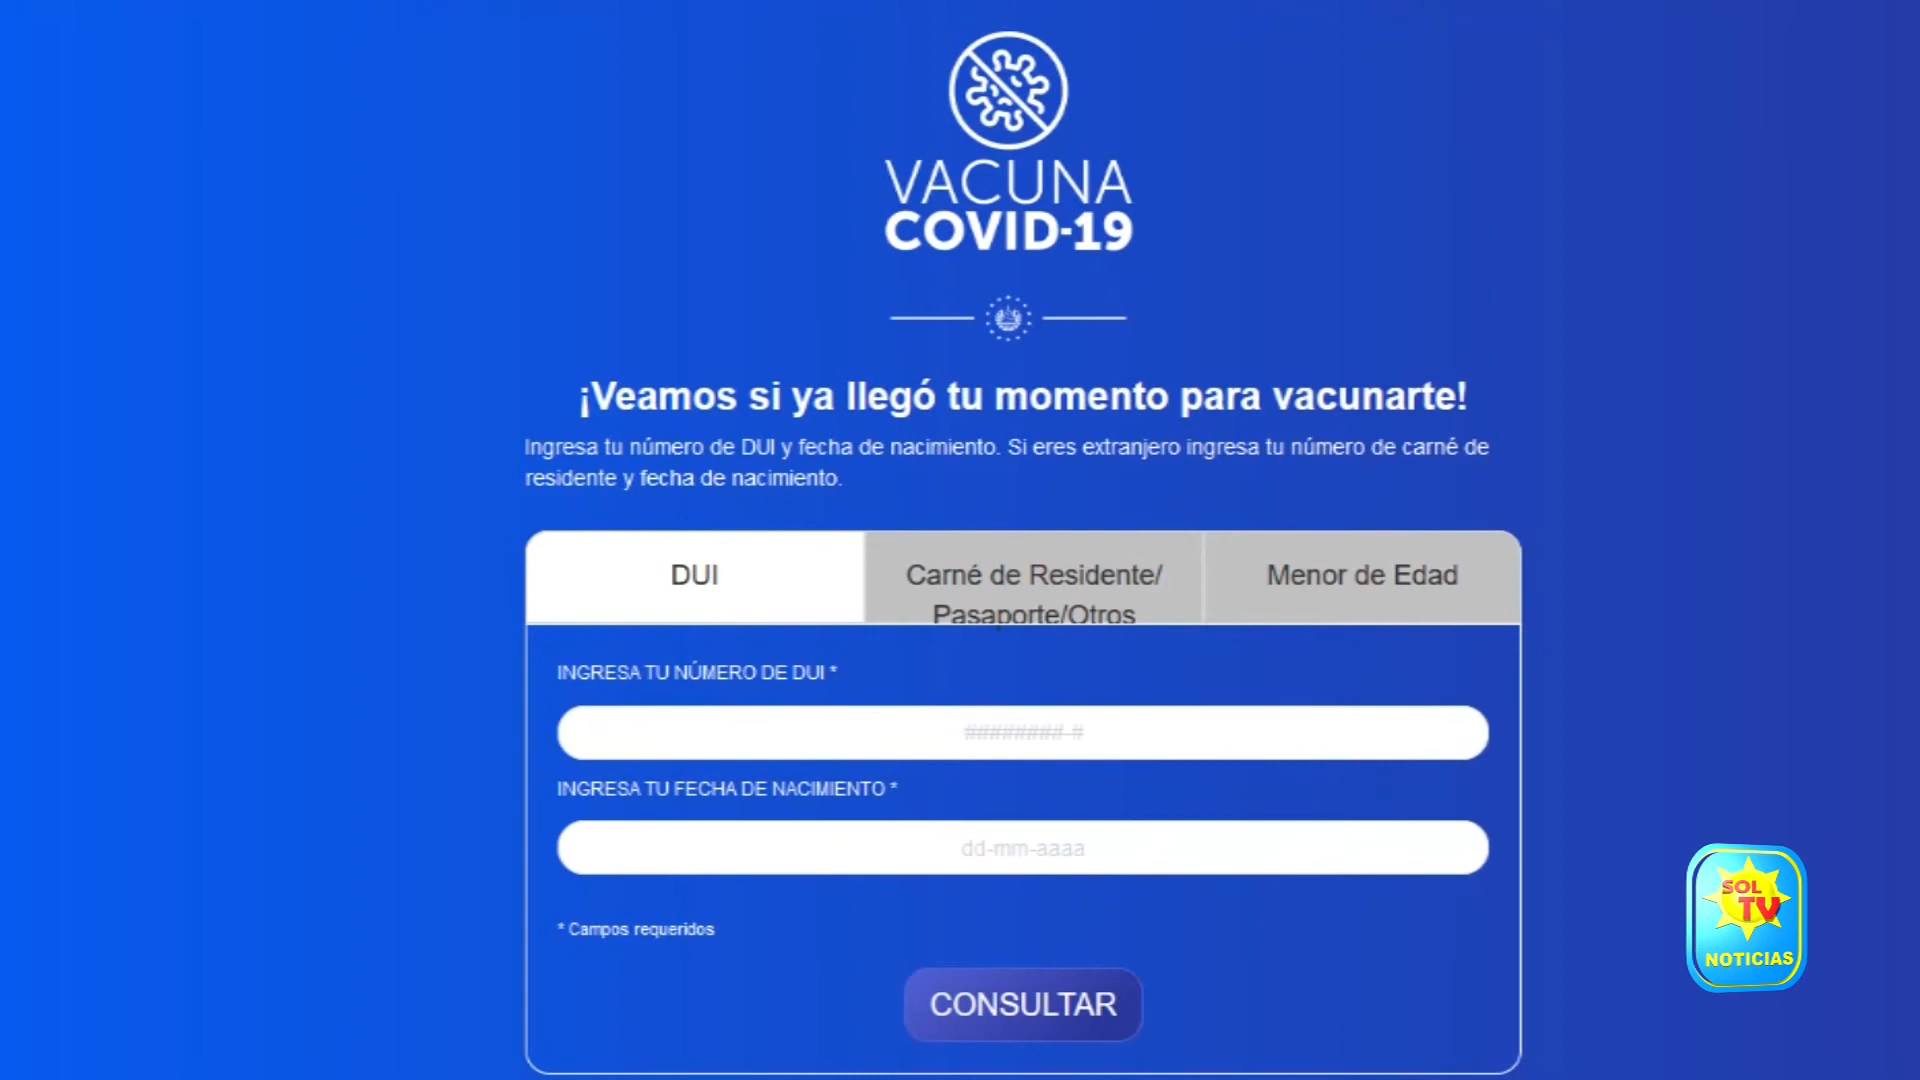 VACUNA
COVID-19
¡Veamos si ya llegó tu momento para vacunarte!
Ingresa tu número de DUI y fecha de nacimiento. Si eres extranjero ingresa tu número de carné de
residente y fecha de nacimiento.
DUI
Carné de Residente/
Pasaporte/Otros
Menor de Edad
INGRESA TU NÚMERO DE DUI *
########-#
INGRESA TU FECHA DE NACIMIENTO *
dd-mm-aaaa
* Campos requeridos
CONSULTAR
SOL
TV
NOTICIAS